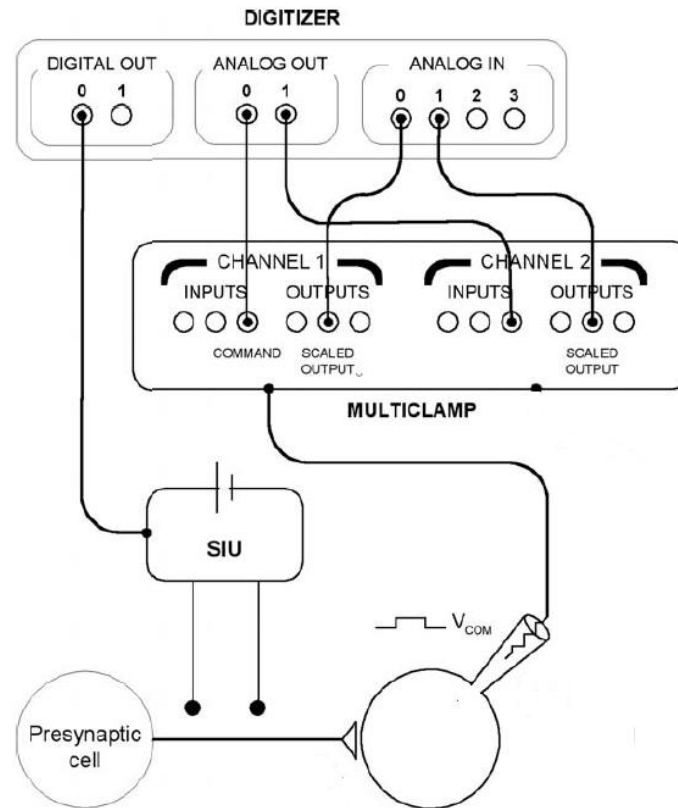 DIGITIZER
DIGITAL OUT ANALOG OUT ANALOG IN
0 1 0 1 0 1 2 3
CHANNEL 1 CHANNEL 2
INPUTS OUTPUTS INPUTS OUTPUTS
COMMAND SCALED OUTPUT SCALED OUTPUT
MULTICLAMP
SIU
VCOM
Presynaptic
cell